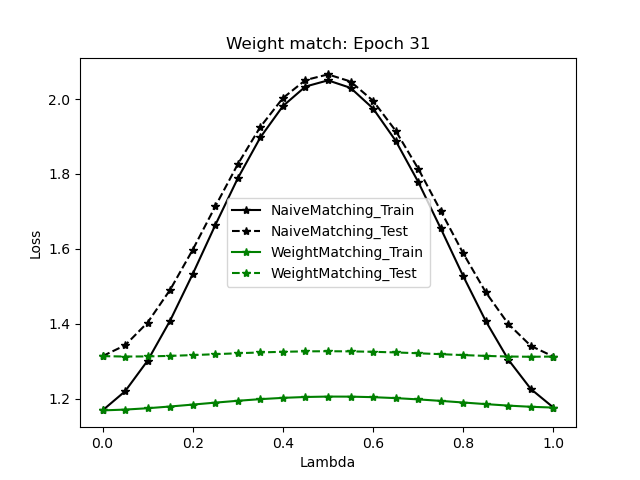 Weight match: Epoch 31
Loss
2.0
1.8
1.6
1.4
1.2
NaiveMatching_Train
NaiveMatching_Test
WeightMatching_Train
WeightMatching_Test
0.0 0.2 0.4 0.6 0.8 1.0
Lambda